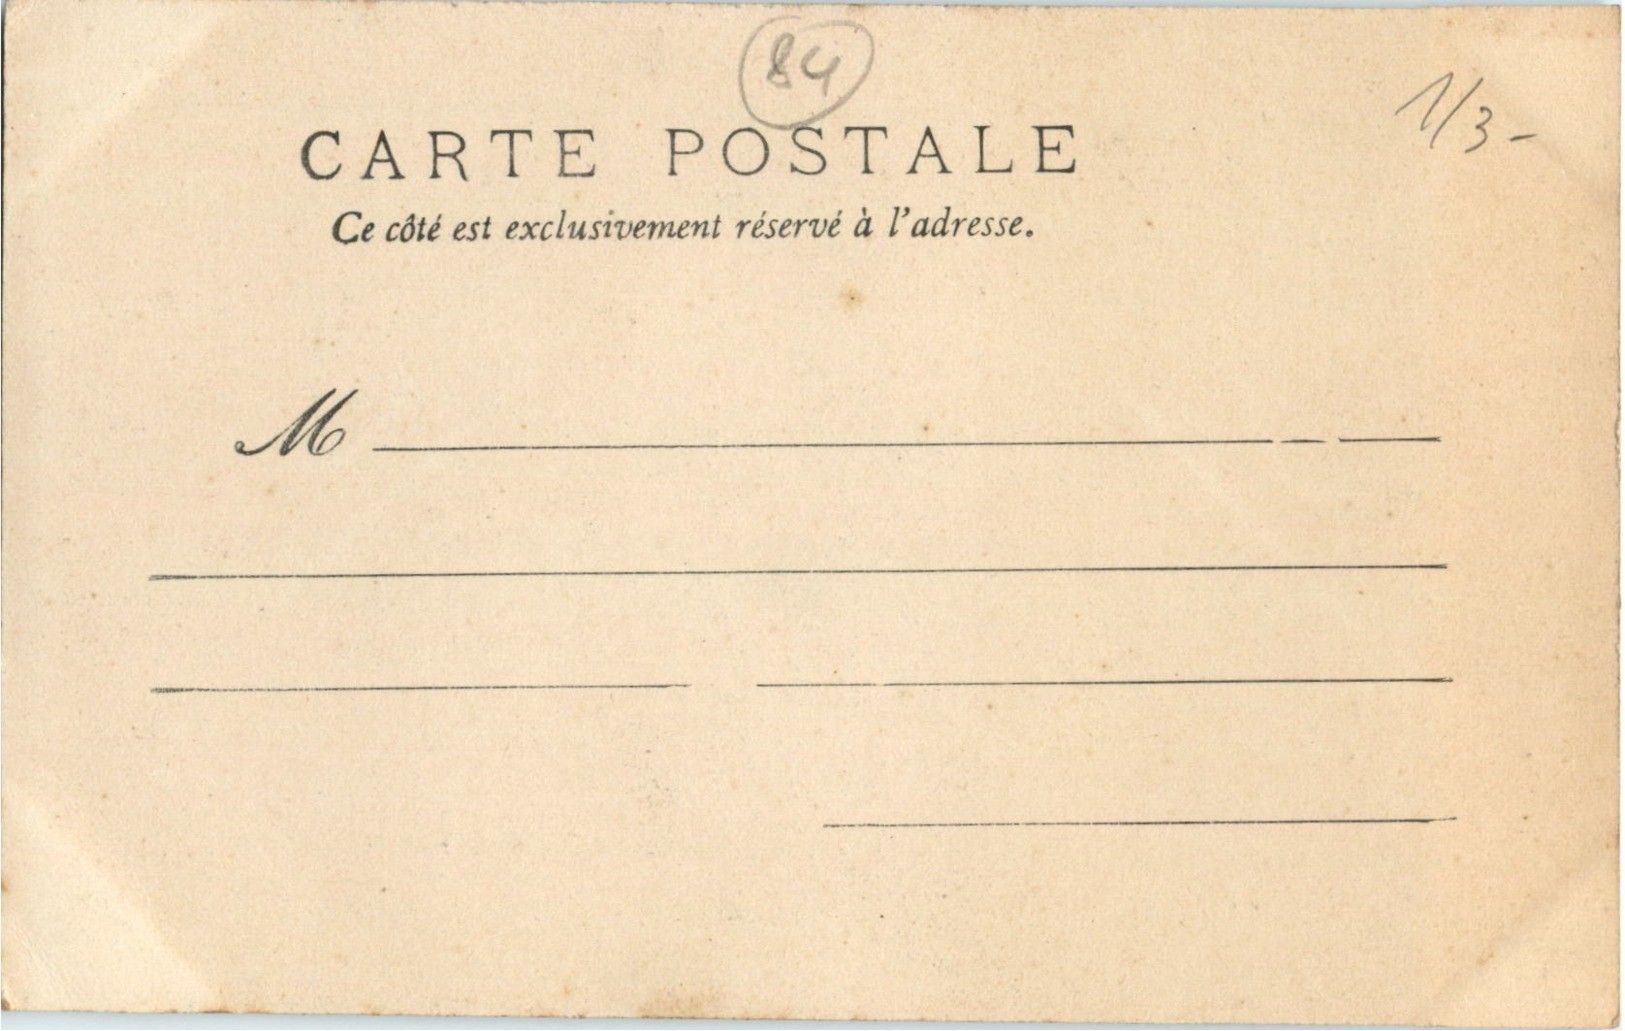 84
1/3-
CARTE POSTALE
Ce côté est exclusivement réservé à l'adresse.
M